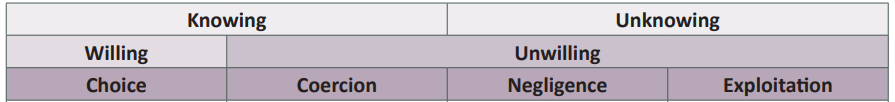 Knowing Unknowing
Willing Unwilling
Choice Coercion Negligence Exploitation